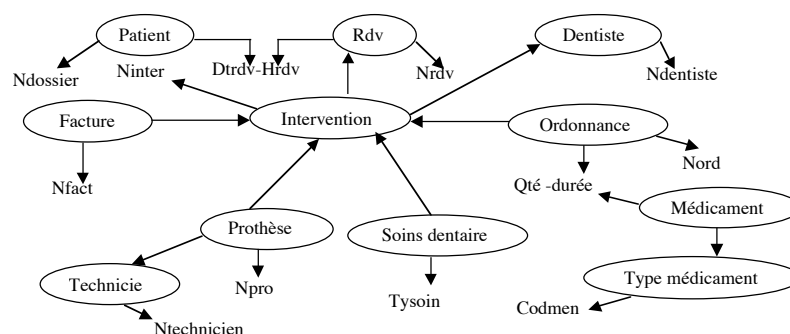 Patient
Rdv
Dentiste
Ndossier
Ninter
Dtrdv-Hrdv
Nrdv
Ndentiste
Facture
Intervention
Ordonnance
Nfact
Nord
Qté -durée
Médicament
Prothèse
Soins dentaire
Technicie
Npro
Type médicament
Tysoin
Codmen
Ntechnicien